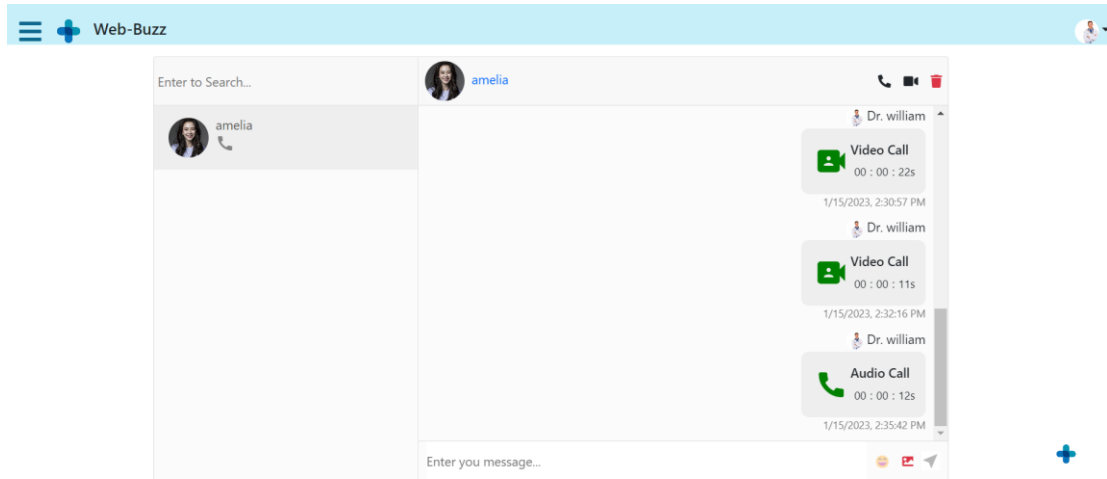 Web-Buzz
Enter to Search...
amelia
amelia
Dr. william
Video Call
00 : 00 : 22s
1/15/2023, 2:30:57 PM
Dr. william
Video Call
00 : 00 : 11s
1/15/2023, 2:32:16 PM
Dr. william
Audio Call
00 : 00 : 12s
1/15/2023, 2:35:42 PM
Enter you message...